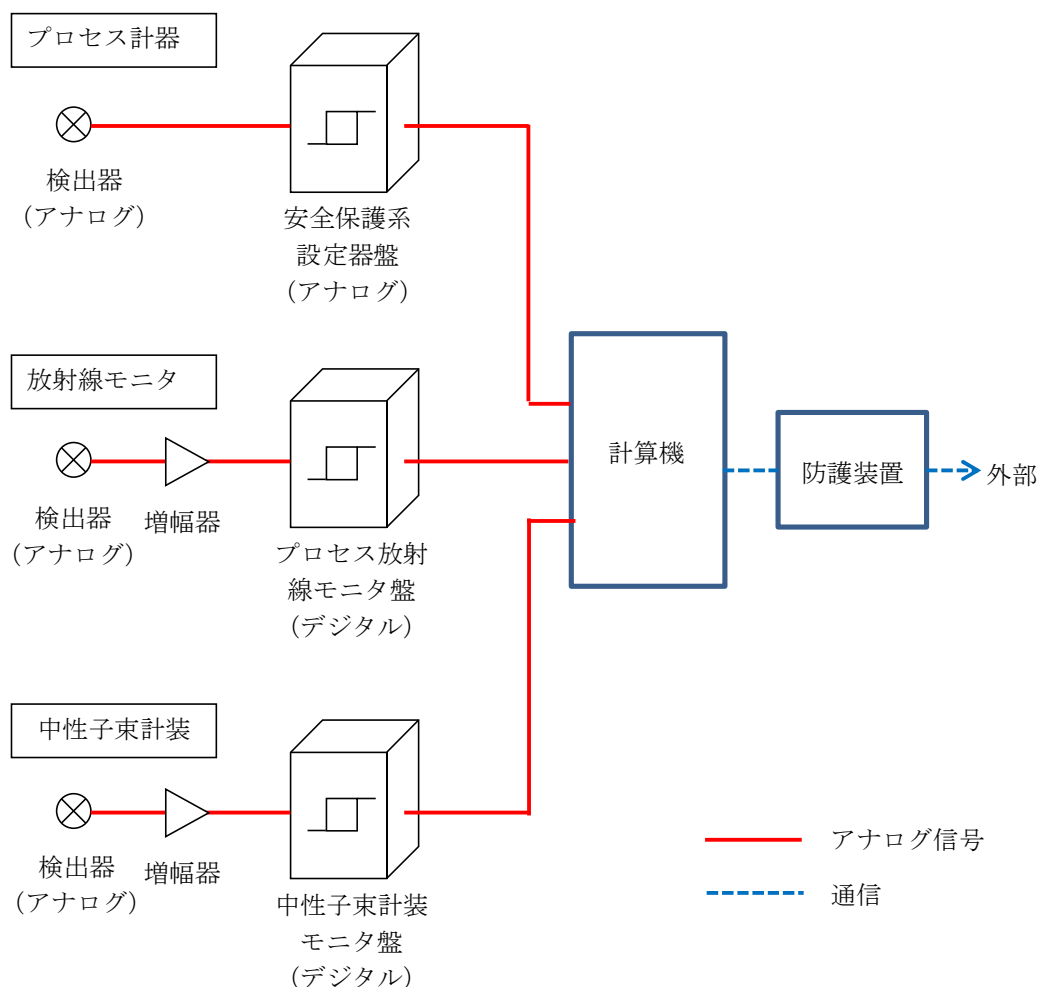 プロセス計器
検出器
(アナログ)
安全保護系
設定器盤
(アナログ)
放射線モニタ
検出器
(アナログ)
増幅器
プロセス放射
線モニタ盤
(デジタル)
計算機
防護装置
外部
中性子束計装
検出器
(アナログ)
増幅器
中性子束計装
モニタ盤
(デジタル)
アナログ信号
通信